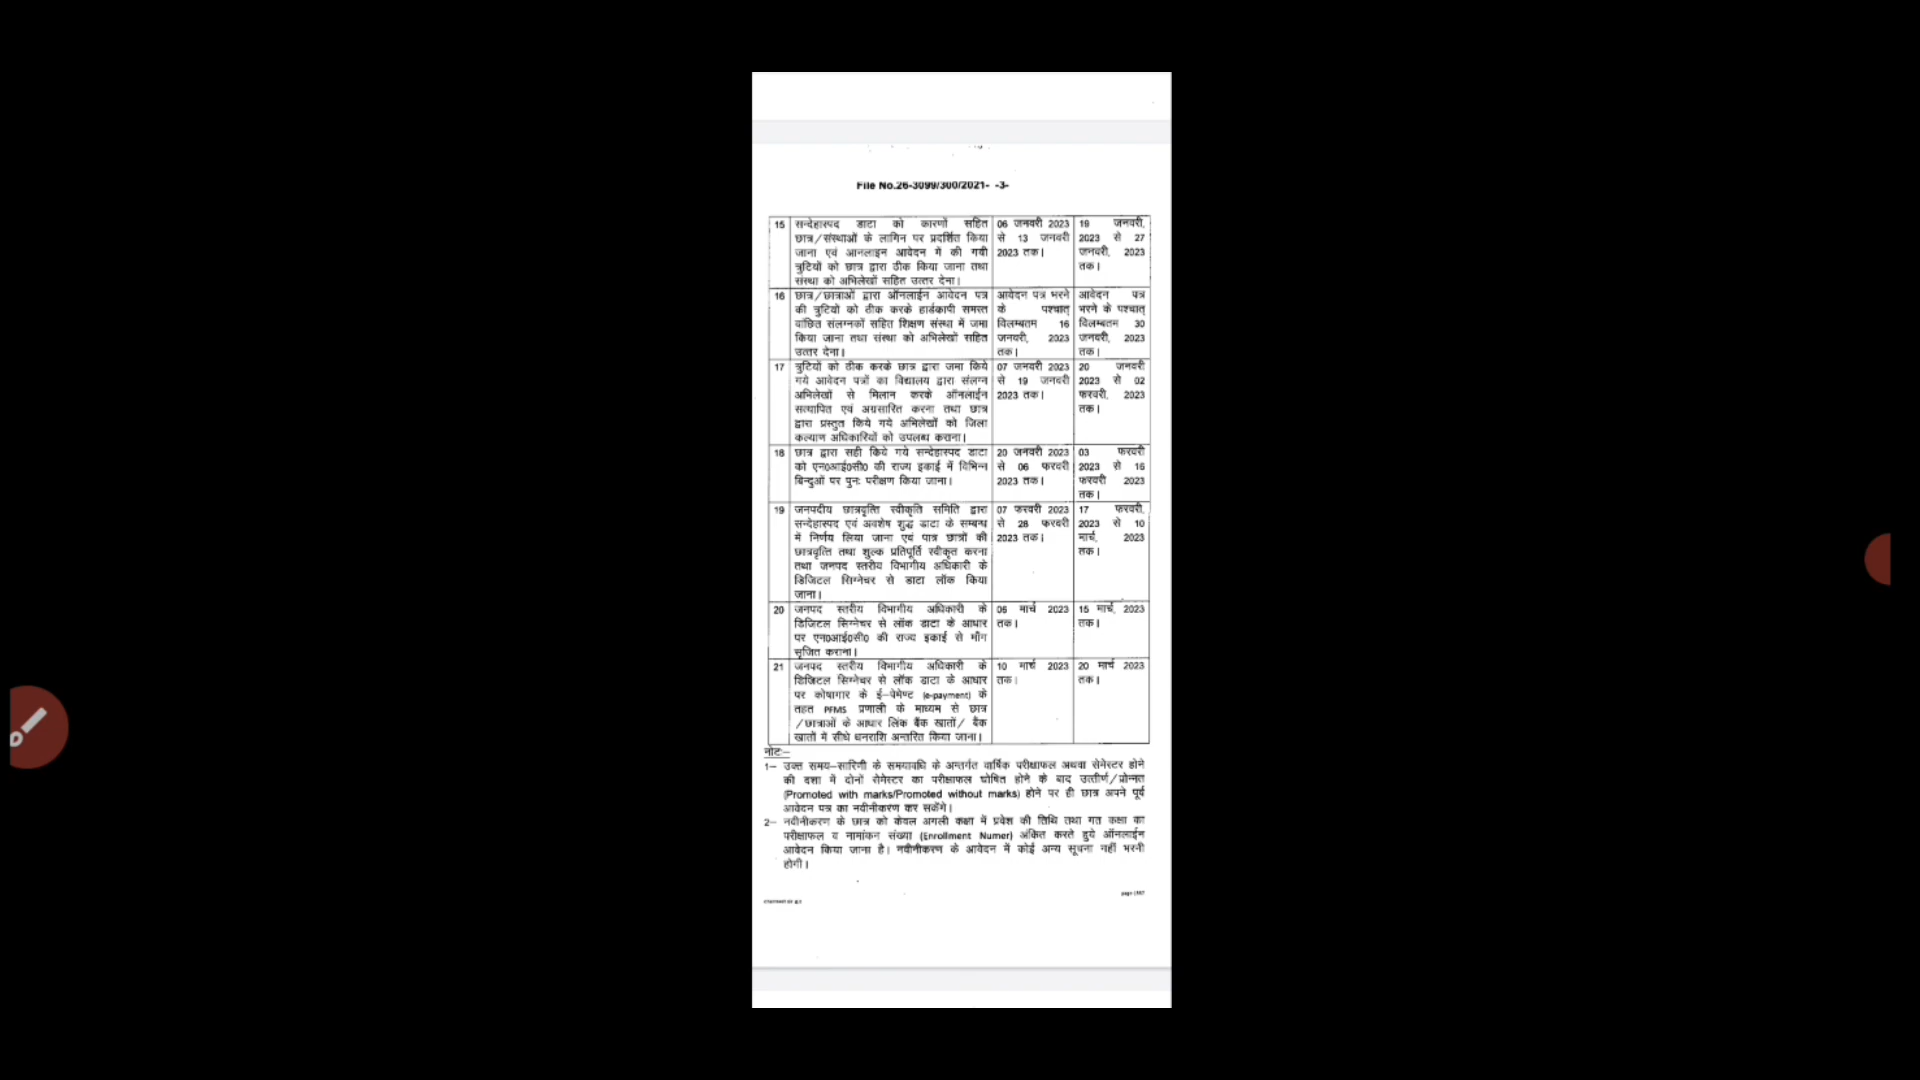 File No.26-3099/300/2021- -3-
15 सन्देहास्पद डाटा को कारणों सहित 06 जनवरी 2023 19 जनवरी,
छात्र/संस्थाओं के लागिन पर प्रदर्शित किया से 13 जनवरी 2023 से 27
जाना एवं आनलाइन आवेदन में की गयी 2023 तक। जनवरी, 2023
त्रुटियों को छात्र द्वारा ठीक किया जाना तथा तक।
संस्था को अभिलेखों सहित उत्तर देना।
16 छात्र/छात्राओं द्वारा ऑनलाईन आवेदन पत्र आवेदन पत्र भरने आवेदन पत्र
की त्रुटियो को ठीक करके हार्डकापी समस्त के पश्चात् भरने के पश्चात्
वांछित संलग्नकों सहित शिक्षण संस्था में जमा विलम्बतम 16 विलम्बतम 30
किया जाना तथा संस्था को अभिलेखों सहित जनवरी, 2023 जनवरी, 2023
उत्तर देना। तक। तक।
17 त्रुटियों को ठीक करके छात्र द्वारा जमा किये 07 जनवरी 2023 20 जनवरी
गये आवेदन पत्रों का विद्यालय द्वारा संलग्न से 19 जनवरी 2023 से 02
अभिलेखों से मिलान करके ऑनलाईन 2023 तक। फरवरी, 2023
सत्यापित एवं अग्रसारित करना तथा छात्र तक।
द्वारा प्रस्तुत किये गये अभिलेखों को जिला
कल्याण अधिकारियों को उपलब्ध कराना।
18 छात्र द्वारा सही किये गये सन्देहास्पद डाटा 20 जनवरी 2023 03 फरवरी
को एन0आई0सी0 की राज्य इकाई में विभिन्न से 06 फरवरी 2023 से 16
बिन्दुओं पर पुनः परीक्षण किया जाना। 2023 तक। फरवरी 2023
तक।
19 जनपदीय छात्रवृत्ति स्वीकृति समिति द्वारा 07 फरवरी 2023 17 फरवरी,
सन्देहास्पद एवं अवशेष शुद्ध डाटा के सम्बन्ध से 28 फरवरी 2023 से 10
में निर्णय लिया जाना एवं पात्र छात्रों की 2023 तक। मार्च, 2023
छात्रवृत्ति तथा शुल्क प्रतिपूर्ति स्वीकृत करना तक।
तथा जनपद स्तरीय विभागीय अधिकारी के
डिजिटल सिग्नेचर से डाटा लॉक किया
जाना।
20 जनपद स्तरीय विभागीय अधिकारी के 06 मार्च 2023 15 मार्च, 2023
डिजिटल सिग्नेचर से लॉक डाटा के आधार तक। तक।
पर एन0आई0सी0 की राज्य इकाई से माँग
सृजित कराना।
21 जनपद स्तरीय विभागीय अधिकारी के 10 मार्च 2023 20 मार्च 2023
डिजिटल सिग्नेचर से लॉक डाटा के आधार तक। तक।
पर कोषागार के ई–पेमेण्ट (e-payment) के
तहत PFMS प्रणाली के माध्यम से छात्र
/छात्राओं के आधार लिंक बैंक खातों/ बैंक
खातों में सीधे धनराशि अन्तरित किया जाना।
नोटः–
1– उक्त समय–सारिणी के समयावधि के अन्तर्गत वार्षिक परीक्षाफल अथवा सेमेस्टर होने
की दशा में दोनों सेमेस्टर का परीक्षाफल घोषित होने के बाद उत्तीर्ण/प्रोन्नत
(Promoted with marks/Promoted without marks) होने पर ही छात्र अपने पूर्व
आवेदन पत्र का नवीनीकरण कर सकेंगे।
2– नवीनीकरण के छात्र को केवल अगली कक्षा में प्रवेश की तिथि तथा गत कक्षा का
परीक्षाफल व नामांकन संख्या (Enrollment Numer) अंकित करते हुये ऑनलाईन
आवेदन किया जाना है। नवीनीकरण के आवेदन में कोई अन्य सूचना नहीं भरनी
होगी।